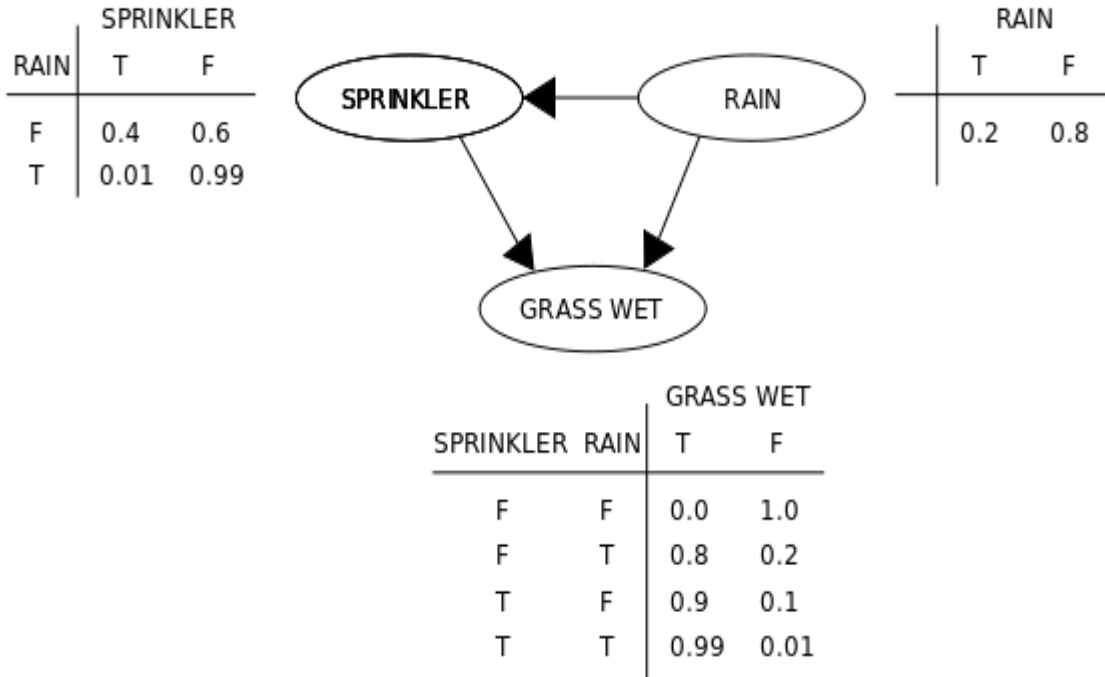 SPRINKLER
RAIN T F
F 0.4 0.6
T 0.01 0.99
SPRINKLER
RAIN
RAIN
T F
0.2 0.8
GRASS WET
GRASS WET
SPRINKLER RAIN T F
F F 0.0 1.0
F T 0.8 0.2
T F 0.9 0.1
T T 0.99 0.01